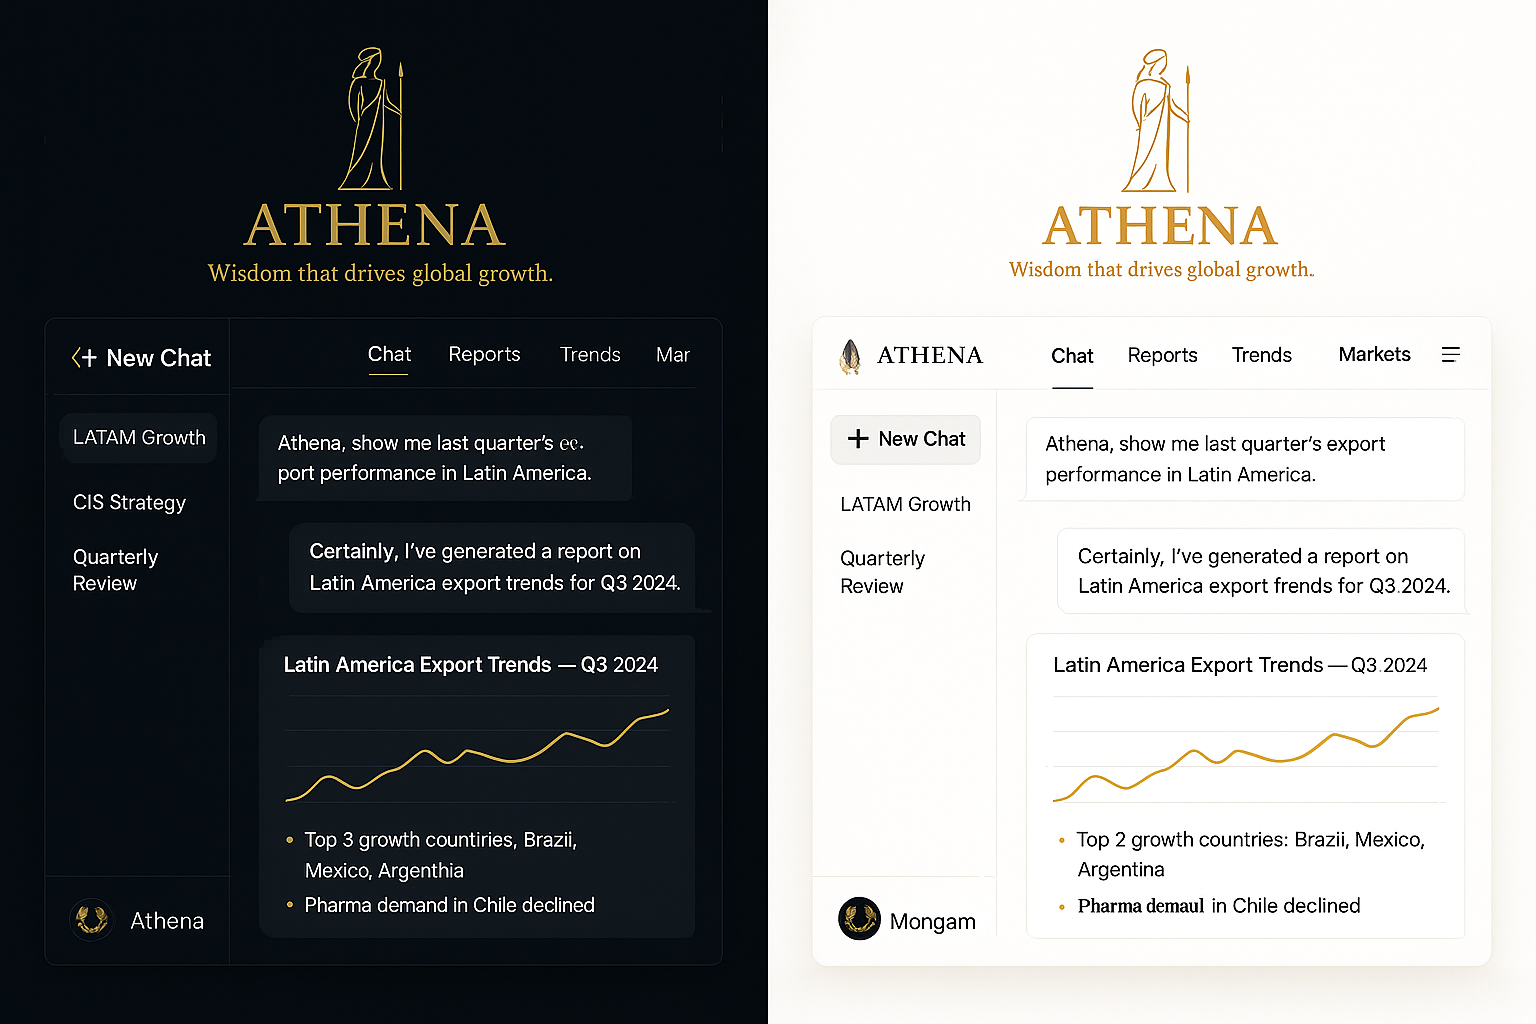 ATHENA
Wisdom that drives global growth.
New Chat
Chat Reports Trends Mar
LATAM Growth
CIS Strategy
Quarterly
Review
Athena, show me last quarter’s
port performance in Latin America.
Certainly, I’ve generated a report on
Latin America export trends for Q3 2024.
Latin America Export Trends — Q3 2024
• Top 3 growth countiries, Brazii,
Mexico, Argenthia
• Pharma demand in Chile declined
Athena
ATHENA
Wisdom that drives global growth.
ATHENA
Chat Reports Trends Markets
+ New Chat
LATAM Growth
Quarterly
Review
Athena, show me last quarter’s export
performance in Latin America.
Certainly, I’ve generated a report on
Latin America export frends for Q3.2024.
Latin America Export Trends — Q3.2024
• Top 2 growth countries: Brazii, Mexico,
Argentina
• Pharma demaul in Chile declined
Mongam